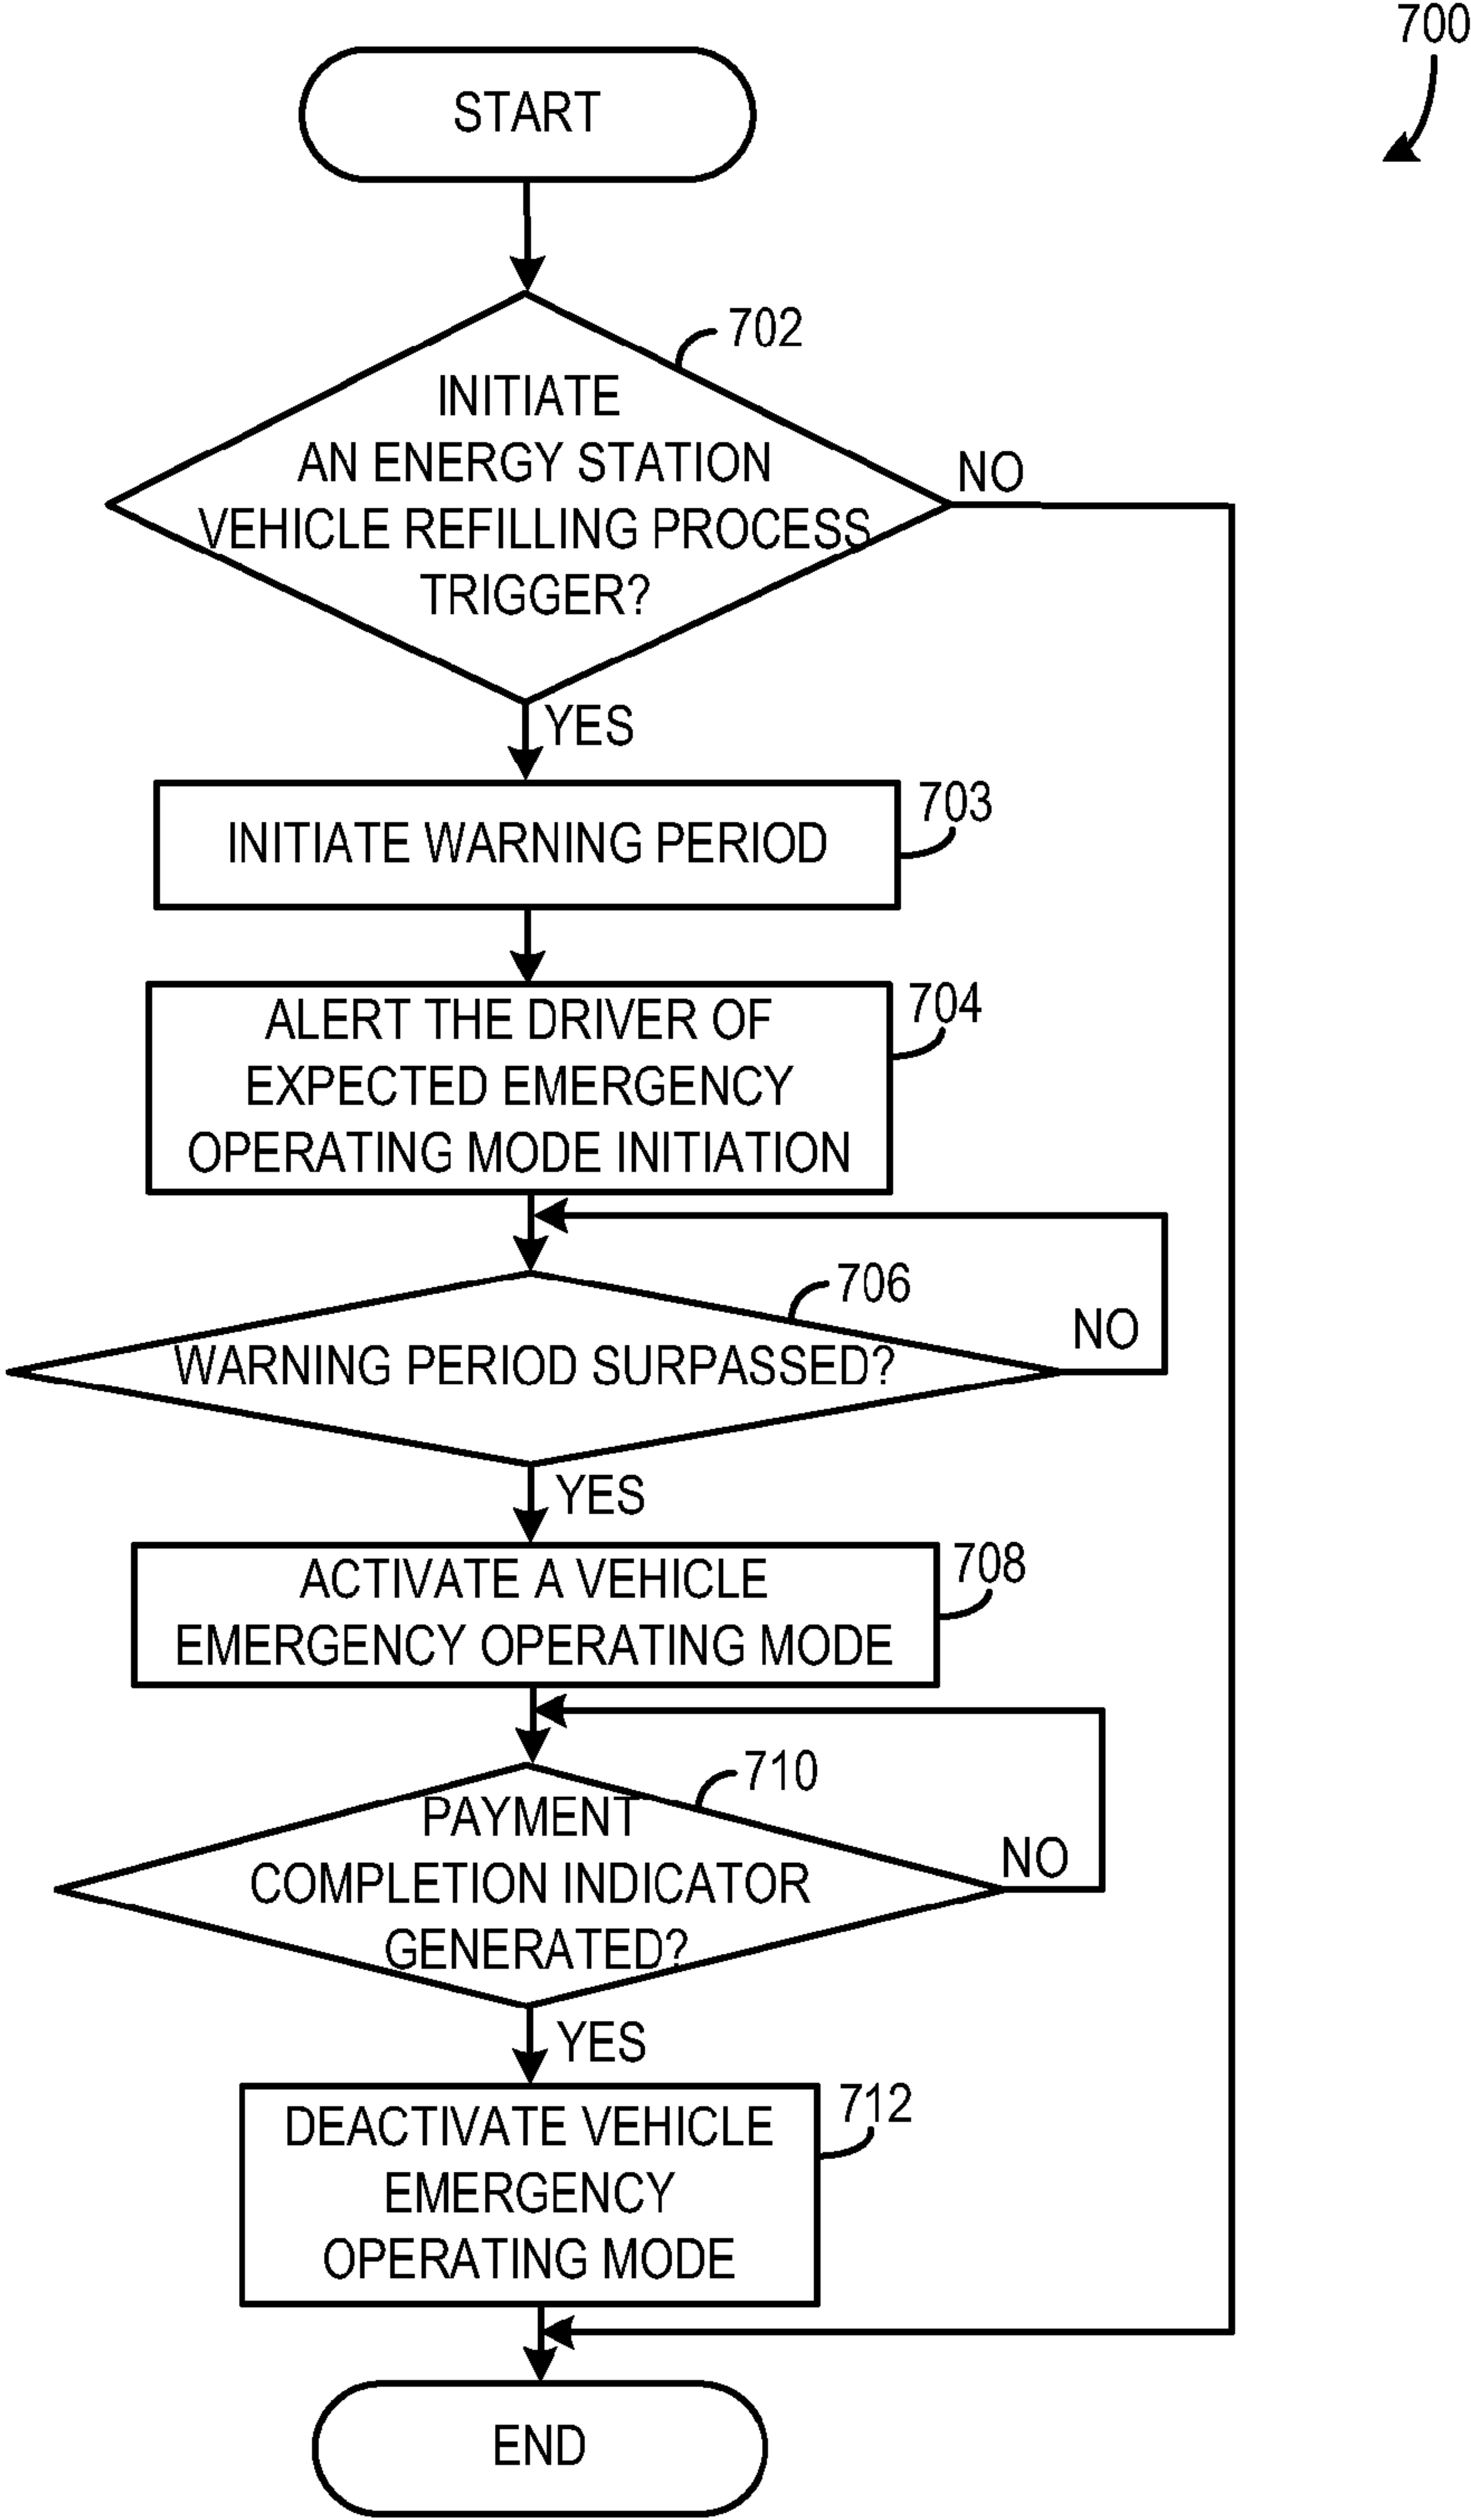 700
START
702
INITIATE
AN ENERGY STATION
VEHICLE REFILLING PROCESS
TRIGGER?
NO
YES
703
INITIATE WARNING PERIOD
704
ALERT THE DRIVER OF
EXPECTED EMERGENCY
OPERATING MODE INITIATION
706
WARNING PERIOD SURPASSED?
NO
YES
708
ACTIVATE A VEHICLE
EMERGENCY OPERATING MODE
710
PAYMENT
COMPLETION INDICATOR
GENERATED?
NO
YES
712
DEACTIVATE VEHICLE
EMERGENCY
OPERATING MODE
END